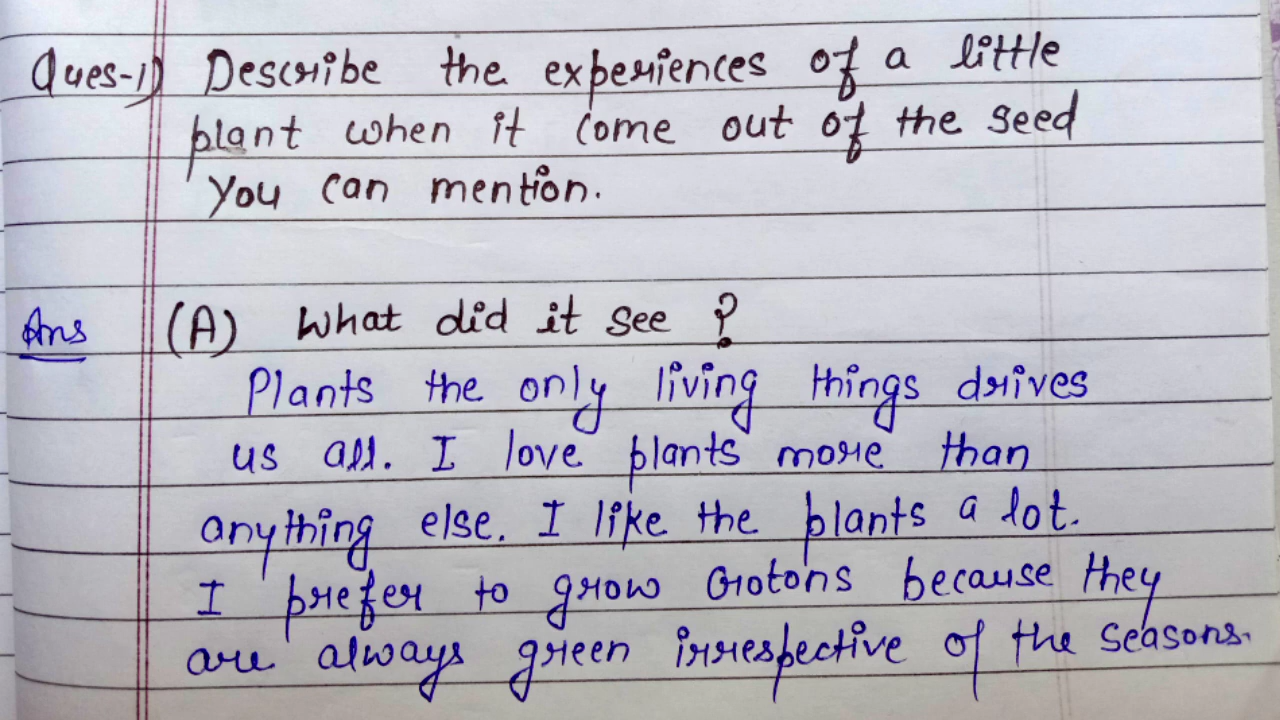 Ques-1) Describe the experiences of a little
plant when it come out of the seed
you can mention.
Ans (A) What did it see ?
Plants the only living things drives
us all. I love plants more than
anything else. I like the plants a lot.
I prefer to grow Crotons because they
are always green irrespective of the seasons.